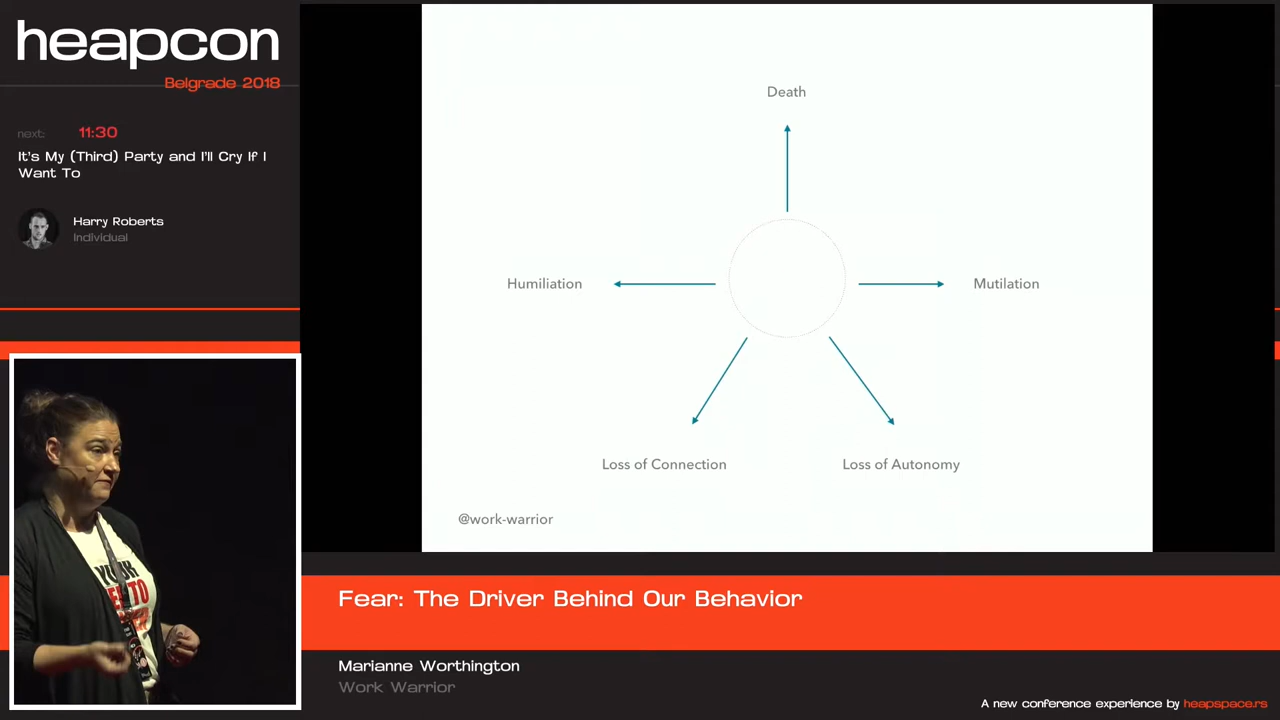 heapcon
Belgrade 2018
next: 11:30
It's My (Third) Party and I'll Cry If I
Want To
Harry Roberts
Individual
Death
Humiliation
Mutilation
Loss of Connection
Loss of Autonomy
@work-warrior
Fear: The Driver Behind Our Behavior
Marianne Worthington
Work Warrior
A new conference experience by heapspace.rs